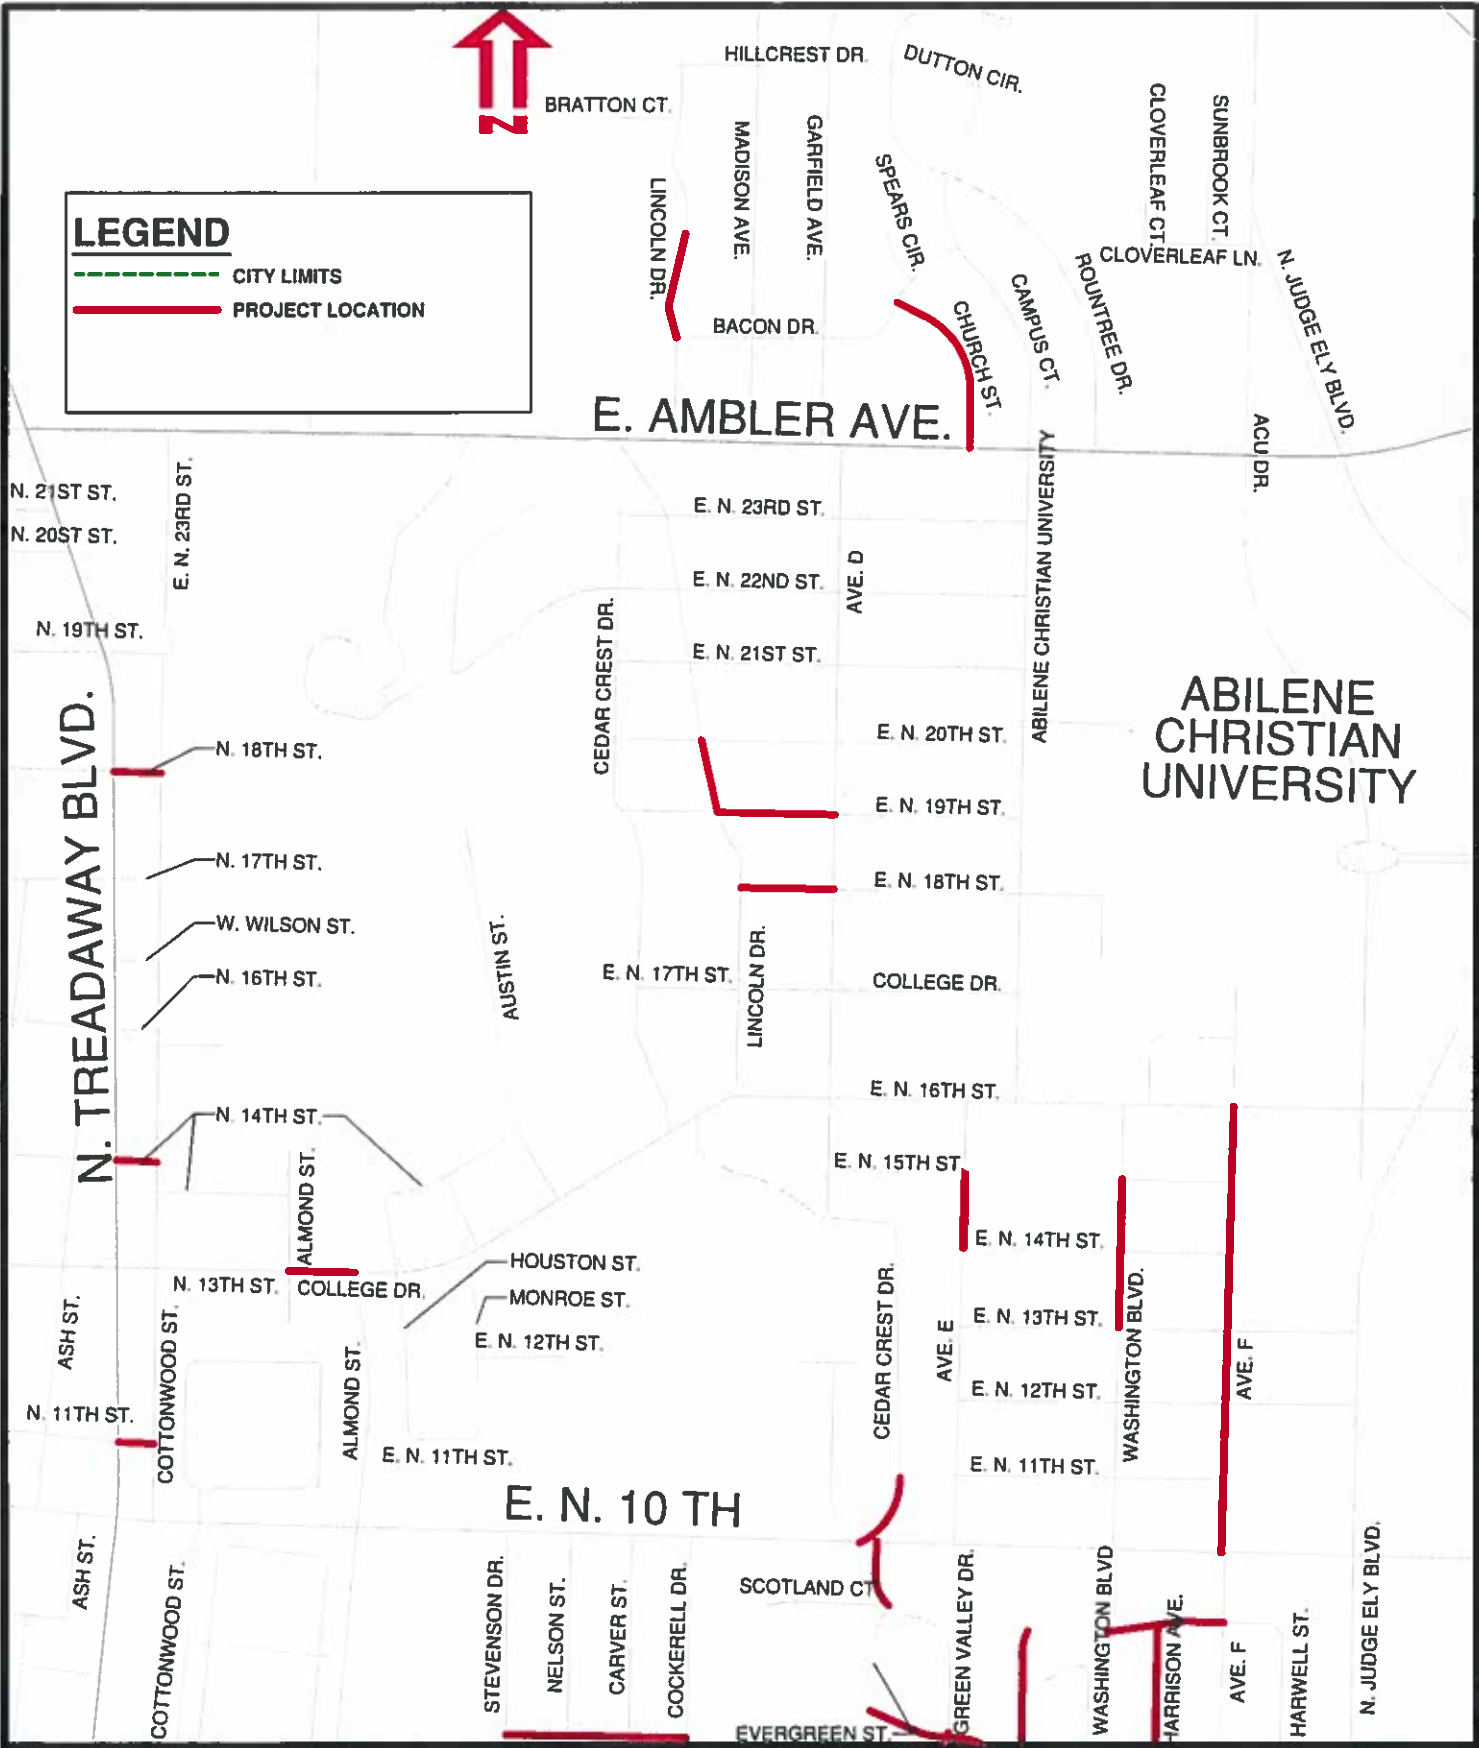 HILLCREST DR.
DUTTON CIR.
BRATTON CT.
N
CLOVERLEAF CT.
SUNBROOK CT.
MADISON AVE.
GARFIELD AVE.
SPEARS CIR.
LINCOLN DR.
LEGEND
CITY LIMITS
PROJECT LOCATION
CLOVERLEAF LN.
N. JUDGE ELY BLVD.
ROUNTREE DR.
CAMPUS CT.
CHURCH ST.
BACON DR.
E. AMBLER AVE.
ACU DR.
N. 21ST ST.
N. 20ST ST.
E. N. 23RD ST.
E. N. 23RD ST.
ABILENE CHRISTIAN UNIVERSITY
E. N. 22ND ST.
AVE. D
N. 19TH ST.
CEDAR CREST DR.
E. N. 21ST ST.
ABILENE
CHRISTIAN
UNIVERSITY
N. TREADAWAY BLVD.
N. 18TH ST.
E. N. 20TH ST.
E. N. 19TH ST.
N. 17TH ST.
E. N. 18TH ST.
W. WILSON ST.
AUSTIN ST.
LINCOLN DR.
N. 16TH ST.
E. N. 17TH ST.
COLLEGE DR.
E. N. 16TH ST.
N. 14TH ST.
ALMOND ST.
E. N. 15TH ST
E. N. 14TH ST.
HOUSTON ST.
N. 13TH ST.
COLLEGE DR.
MONROE ST.
E. N. 12TH ST.
ASH ST.
COTTONWOOD ST.
ALMOND ST.
CEDAR CREST DR.
AVE. E
E. N. 13TH ST.
WASHINGTON BLVD.
AVE. F
E. N. 12TH ST.
N. 11TH ST.
E. N. 11TH ST.
E. N. 11TH ST.
E. N. 10 TH
ASH ST.
COTTONWOOD ST.
STEVENSON DR.
NELSON ST.
CARVER ST.
COCKERELL DR.
SCOTLAND CT
GREEN VALLEY DR.
WASHINGTON BLVD
HARRISON AVE.
AVE. F
HARWELL ST.
N. JUDGE ELY BLVD.
EVERGREEN ST.